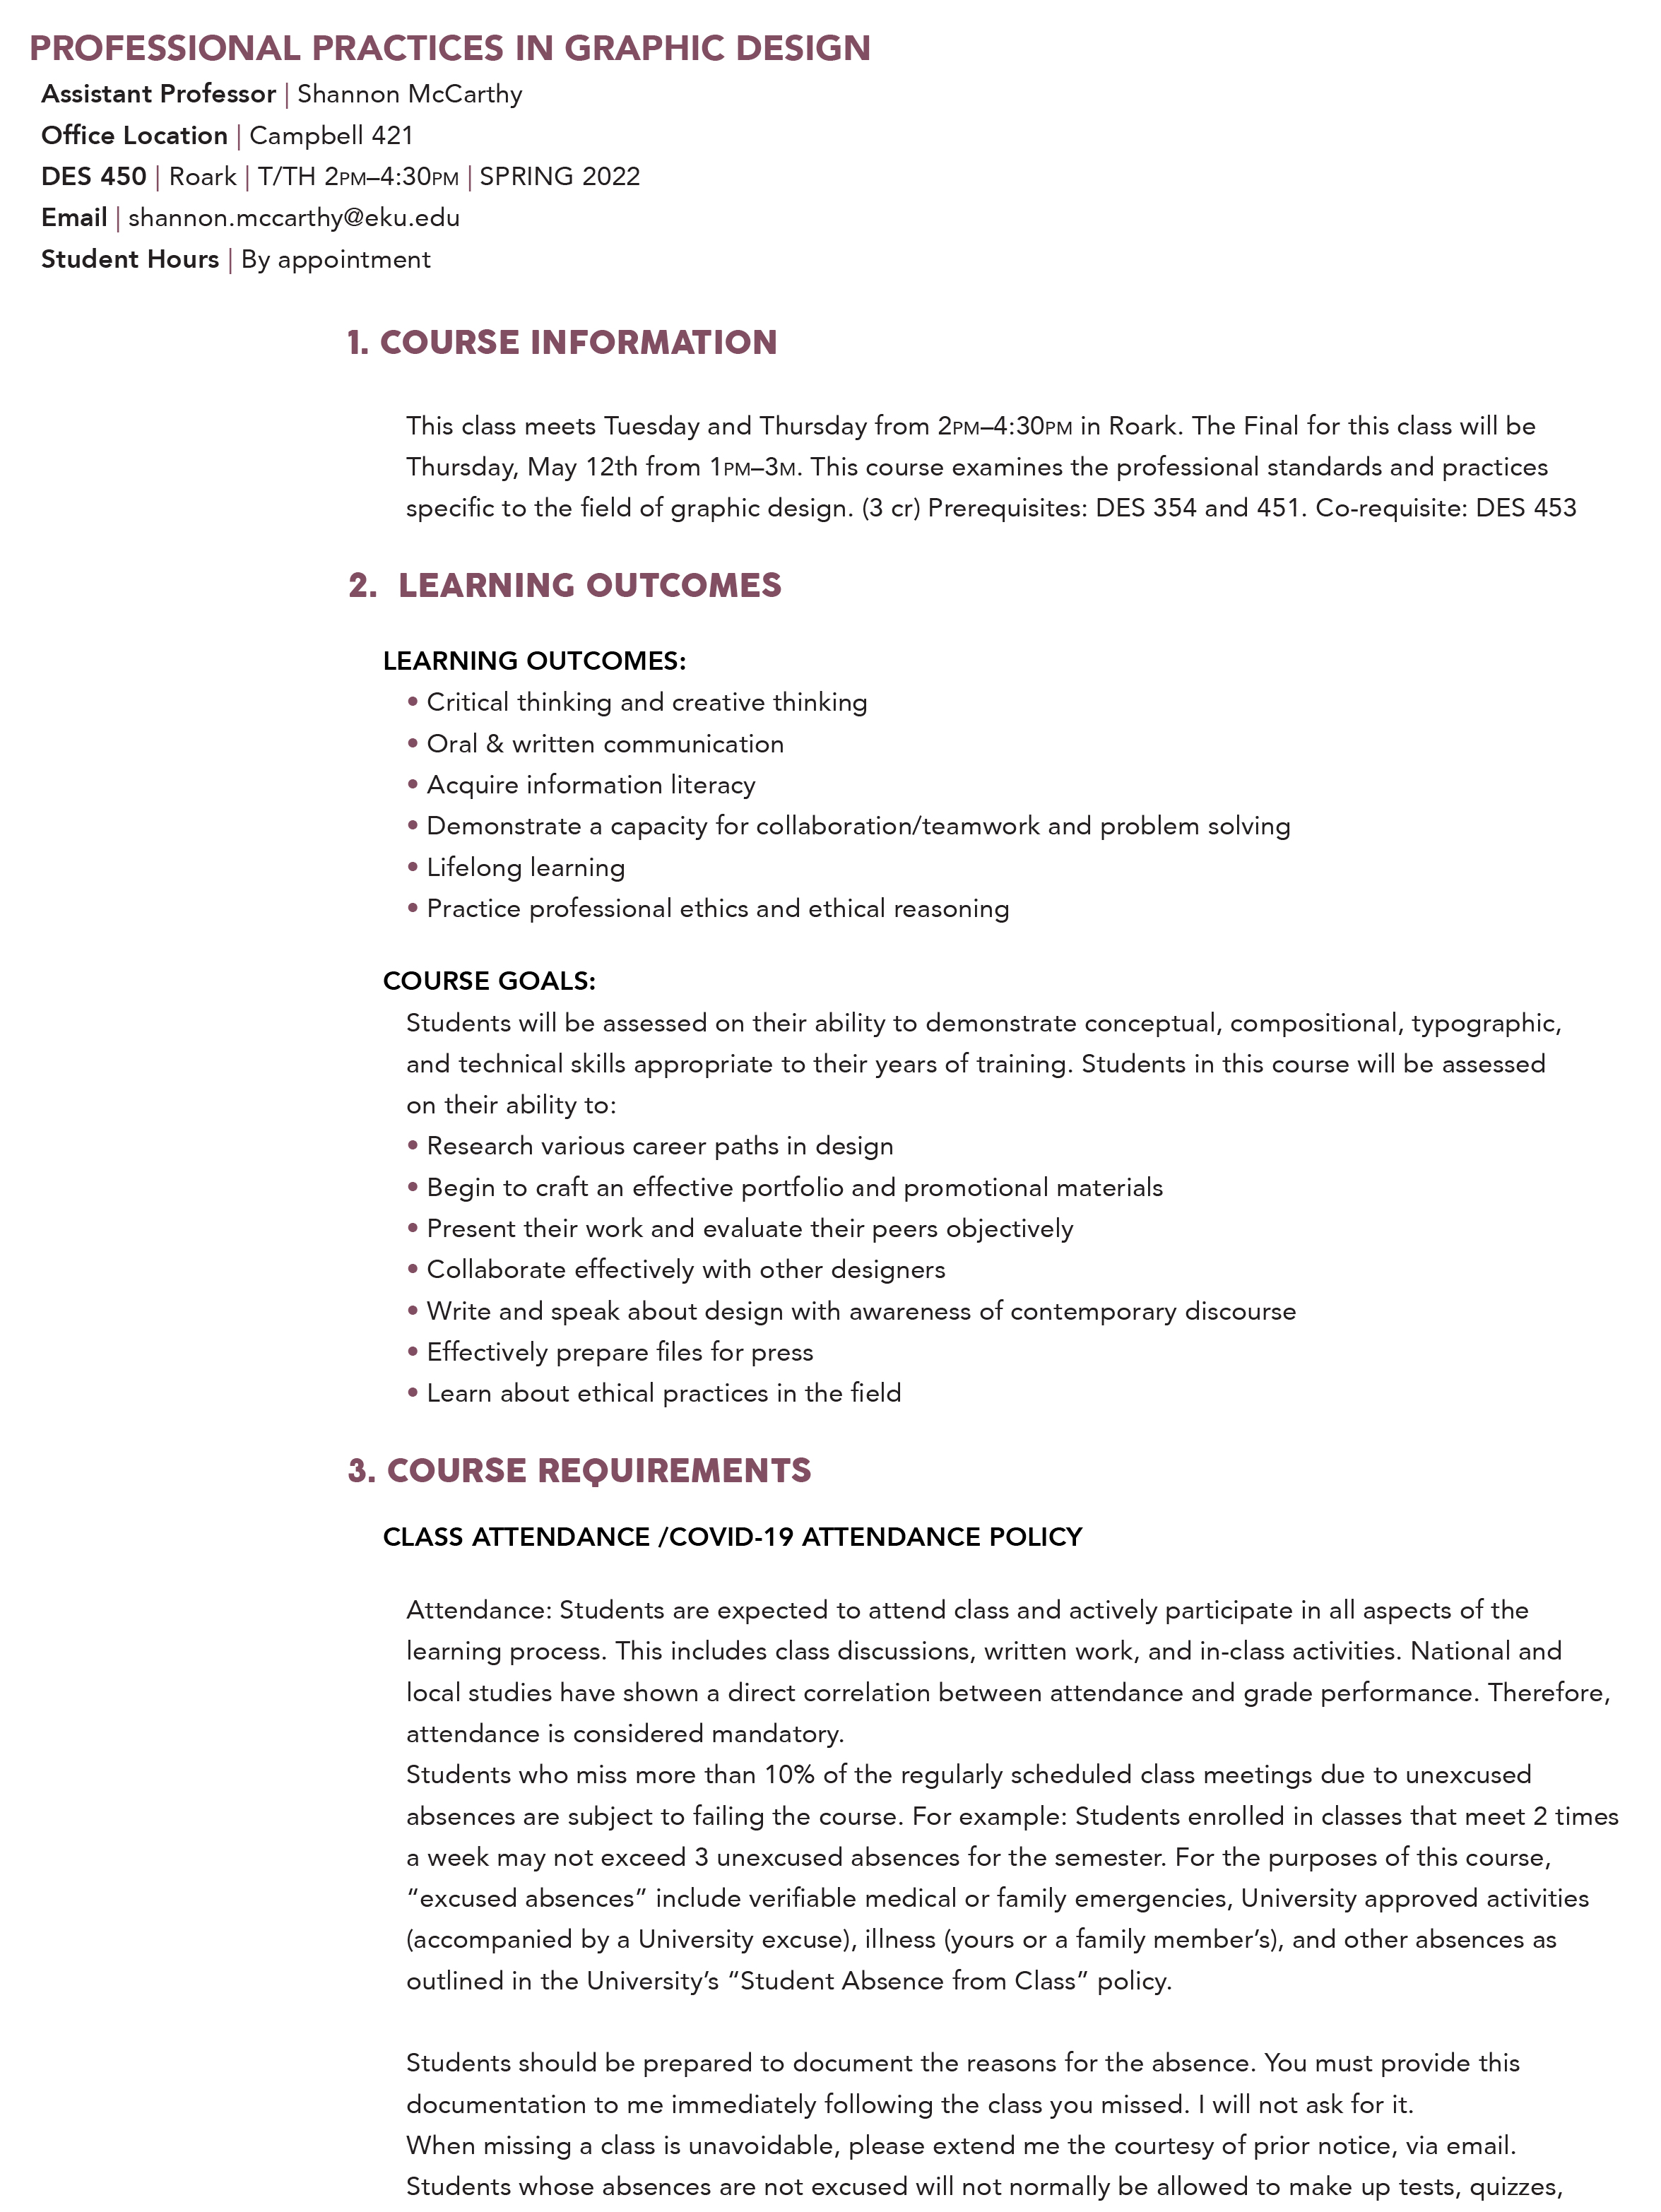 PROFESSIONAL PRACTICES IN GRAPHIC DESIGN
Assistant Professor | Shannon McCarthy
Office Location | Campbell 421
DES 450 | Roark | T/TH 2PM–4:30PM | SPRING 2022
Email | shannon.mccarthy@eku.edu
Student Hours | By appointment
1. COURSE INFORMATION
This class meets Tuesday and Thursday from 2PM–4:30PM in Roark. The Final for this class will be
Thursday, May 12th from 1PM–3M. This course examines the professional standards and practices
specific to the field of graphic design. (3 cr) Prerequisites: DES 354 and 451. Co-requisite: DES 453
2. LEARNING OUTCOMES
LEARNING OUTCOMES:
• Critical thinking and creative thinking
• Oral & written communication
• Acquire information literacy
• Demonstrate a capacity for collaboration/teamwork and problem solving
• Lifelong learning
• Practice professional ethics and ethical reasoning
COURSE GOALS:
Students will be assessed on their ability to demonstrate conceptual, compositional, typographic,
and technical skills appropriate to their years of training. Students in this course will be assessed
on their ability to:
• Research various career paths in design
• Begin to craft an effective portfolio and promotional materials
• Present their work and evaluate their peers objectively
• Collaborate effectively with other designers
• Write and speak about design with awareness of contemporary discourse
• Effectively prepare files for press
• Learn about ethical practices in the field
3. COURSE REQUIREMENTS
CLASS ATTENDANCE /COVID-19 ATTENDANCE POLICY
Attendance: Students are expected to attend class and actively participate in all aspects of the
learning process. This includes class discussions, written work, and in-class activities. National and
local studies have shown a direct correlation between attendance and grade performance. Therefore,
attendance is considered mandatory.
Students who miss more than 10% of the regularly scheduled class meetings due to unexcused
absences are subject to failing the course. For example: Students enrolled in classes that meet 2 times
a week may not exceed 3 unexcused absences for the semester. For the purposes of this course,
“excused absences” include verifiable medical or family emergencies, University approved activities
(accompanied by a University excuse), illness (yours or a family member’s), and other absences as
outlined in the University’s “Student Absence from Class” policy.
Students should be prepared to document the reasons for the absence. You must provide this
documentation to me immediately following the class you missed. I will not ask for it.
When missing a class is unavoidable, please extend me the courtesy of prior notice, via email.
Students whose absences are not excused will not normally be allowed to make up tests, quizzes,